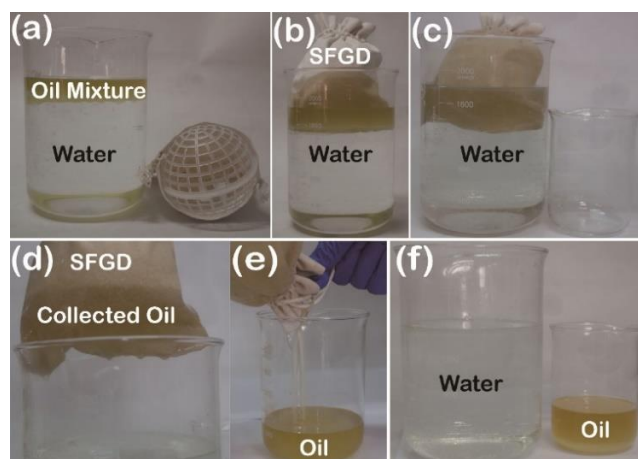 (a)
Oil Mixture
Water
(b)
SFGD
Water
(c)
Water
(d)
SFGD
Collected Oil
(e)
Oil
(f)
Water
Oil